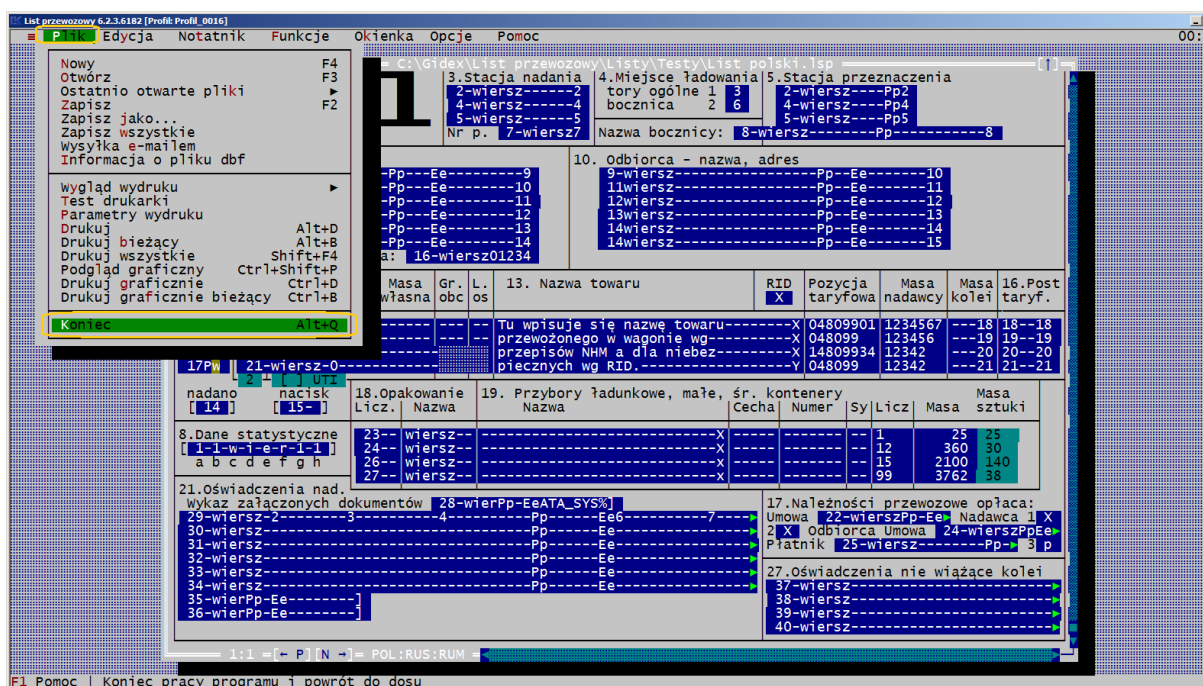 List przewozowy 6.2.3.6182 [Profil: Profil_0016]
≡ Plik Edycja Notatnik Funkcje Okienka Opcje Pomoc 00:
C:\Gidex\List przewozowy\Listy\Testy\List polski.lsp [↑]
Nowy F4
Otwórz F3
Ostatnio otwarte pliki ►
Zapisz F2
Zapisz jako...
Zapisz wszystkie
Wysyłka e-mailem
Informacja o pliku dbf
Wygląd wydruku ►
Test drukarki
Parametry wydruku
Drukuj Alt+D
Drukuj bieżący Alt+B
Drukuj wszystkie Shift+F4
Podgląd graficzny Ctrl+Shift+P
Drukuj graficznie Ctrl+D
Drukuj graficznie bieżący Ctrl+B
Koniec Alt+Q
3.Stacja nadania 4.Miejsce ładowania 5.Stacja przeznaczenia
2-wiersz------2 tory ogólne 1 3 2-wiersz----Pp2
4-wiersz------4 bocznica 2 6 4-wiersz----Pp4
5-wiersz------5 5-wiersz----Pp5
Nr p. 7-wiersz7 Nazwa bocznicy: 8-wiersz---------Pp-----------8
10. Odbiorca - nazwa, adres
-Pp---Ee--------9 9-wiersz----------------Pp--Ee-------10
-Pp---Ee-------10 11wiersz----------------Pp--Ee-------11
-Pp---Ee-------11 12wiersz----------------Pp--Ee-------12
-Pp---Ee-------12 13wiersz----------------Pp--Ee-------13
-Pp---Ee-------13 14wiersz----------------Pp--Ee-------14
-Pp---Ee-------14 14wiersz----------------Pp--Ee-------15
a: 16-wiersz01234
Masa Gr. L. 13. Nazwa towaru RID Pozycja Masa Masa 16.Post
własna obc os X taryfowa nadawcy kolei taryf.
Tu wpisuje się nazwę towaru-------X 04809901 1234567 ---18 18--18
przewożonego w wagonie wg---------X 048099 123456 ---19 19--19
przepisów NHM a dla niebez--------X 14809934 12342 ---20 20--20
17Pw 21-wiersz-0 piecznych wg RID.-----------------Y 048099 12342 ---21 21--21
2 [ ] UTI
nadano nacisk 18.Opakowanie 19. Przybory ładunkowe, małe, śr. kontenery Masa
[ 14 ] [ 15- ] Licz. Nazwa Nazwa Cecha Numer Sy Licz Masa sztuki
8.Dane statystyczne 23-- wiersz-- X 1 25 25
[ 1-1-w-i-e-r-1-1 ] 24-- wiersz-- X 12 360 30
a b c d e f g h 26-- wiersz-- X 15 2100 140
27-- wiersz-- X 99 3762 38
21.Oświadczenia nad.
Wykaz załączonych dokumentów 28-wierPp-EeATA_SYS%] 17.Należności przewozowe opłaca:
29-wiersz-2--------3----------4----------Pp------Ee6----------7----► Umowa 22-wierszPp-Ee► Nadawca 1 X
30-wiersz--------------------------------Pp------Ee----------------► 2 X Odbiorca Umowa 24-wierszPpEe►
31-wiersz--------------------------------Pp------Ee----------------► Płatnik 25-wiersz--------Pp-► 3 p
32-wiersz--------------------------------Pp------Ee----------------►
33-wiersz--------------------------------Pp------Ee----------------► 27.Oświadczenia nie wiążące kolei
34-wiersz--------------------------------Pp------Ee----------------► 37-wiersz-------------------------►
35-wierPp-Ee--------] 38-wiersz-------------------------►
36-wierPp-Ee--------] 39-wiersz-------------------------►
40-wiersz-------------------------►
1:1 =[← P][N →]= POL:RUS:RUM
F1 Pomoc | Koniec pracy programu i powrót do dosu